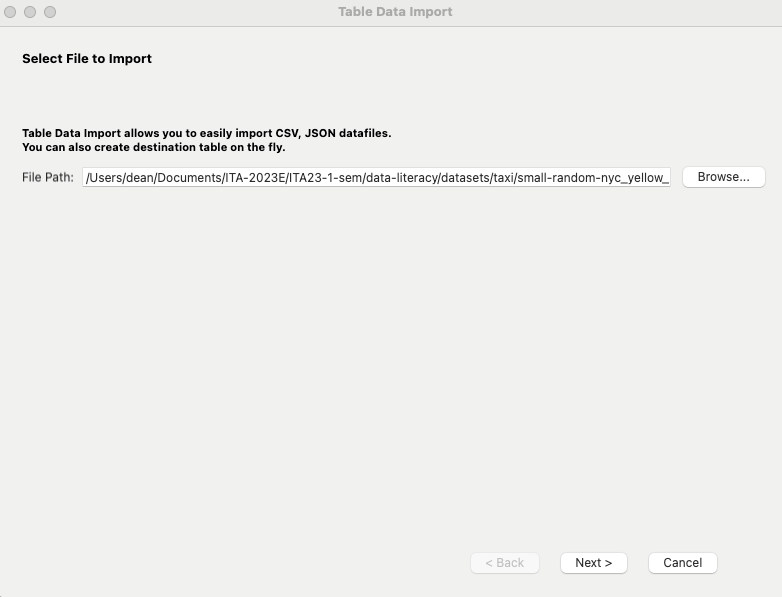 Table Data Import
Select File to Import
Table Data Import allows you to easily import CSV, JSON datafiles.
You can also create destination table on the fly.
File Path: /Users/dean/Documents/ITA-2023E/ITA23-1-sem/data-literacy/datasets/taxi/small-random-nyc_yellow_ Browse...
< Back Next > Cancel